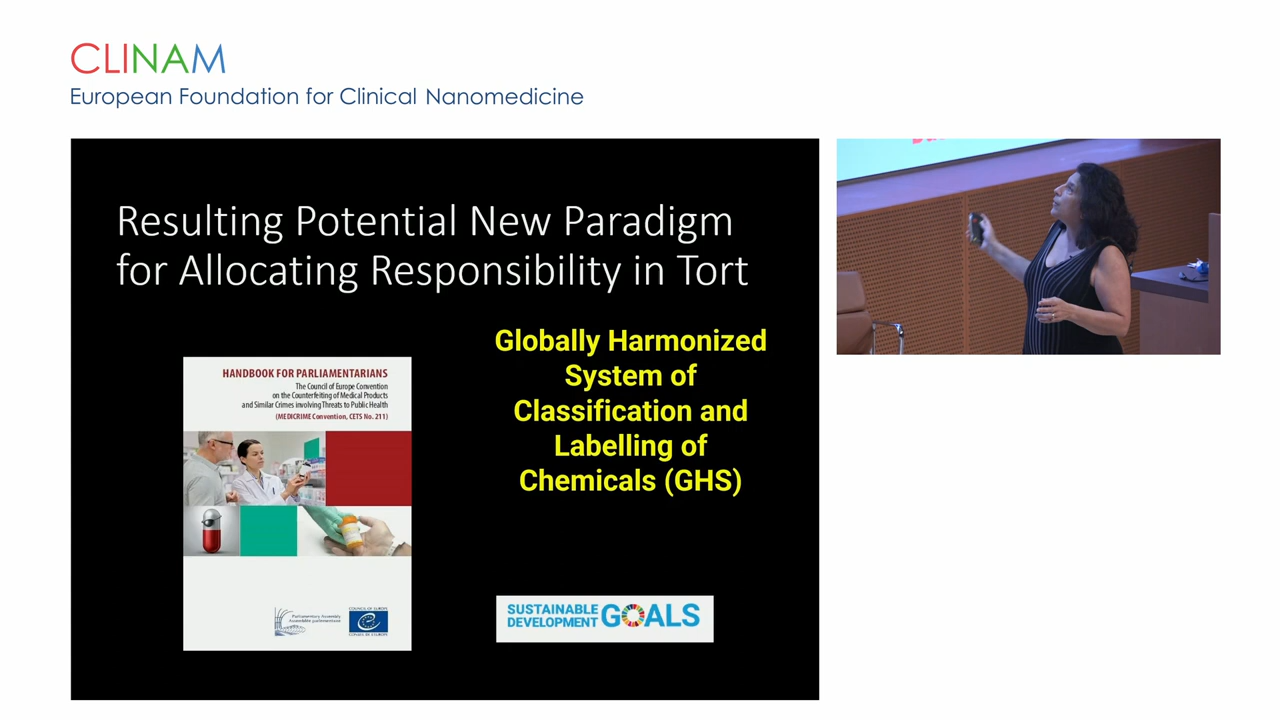 CLINAM
European Foundation for Clinical Nanomedicine
Resulting Potential New Paradigm
for Allocating Responsibility in Tort
HANDBOOK FOR PARLIAMENTARIANS
The Council of Europe Convention
on the Counterfeiting of Medical Products
and Similar Crimes involving Threats to Public Health
(MEDICRIME Convention, CETS No. 211)
Parliamentary Assembly
Assemblée parlementaire
COUNCIL OF EUROPE
CONSEIL DE L'EUROPE
Globally Harmonized
System of
Classification and
Labelling of
Chemicals (GHS)
SUSTAINABLE
DEVELOPMENT
GOALS